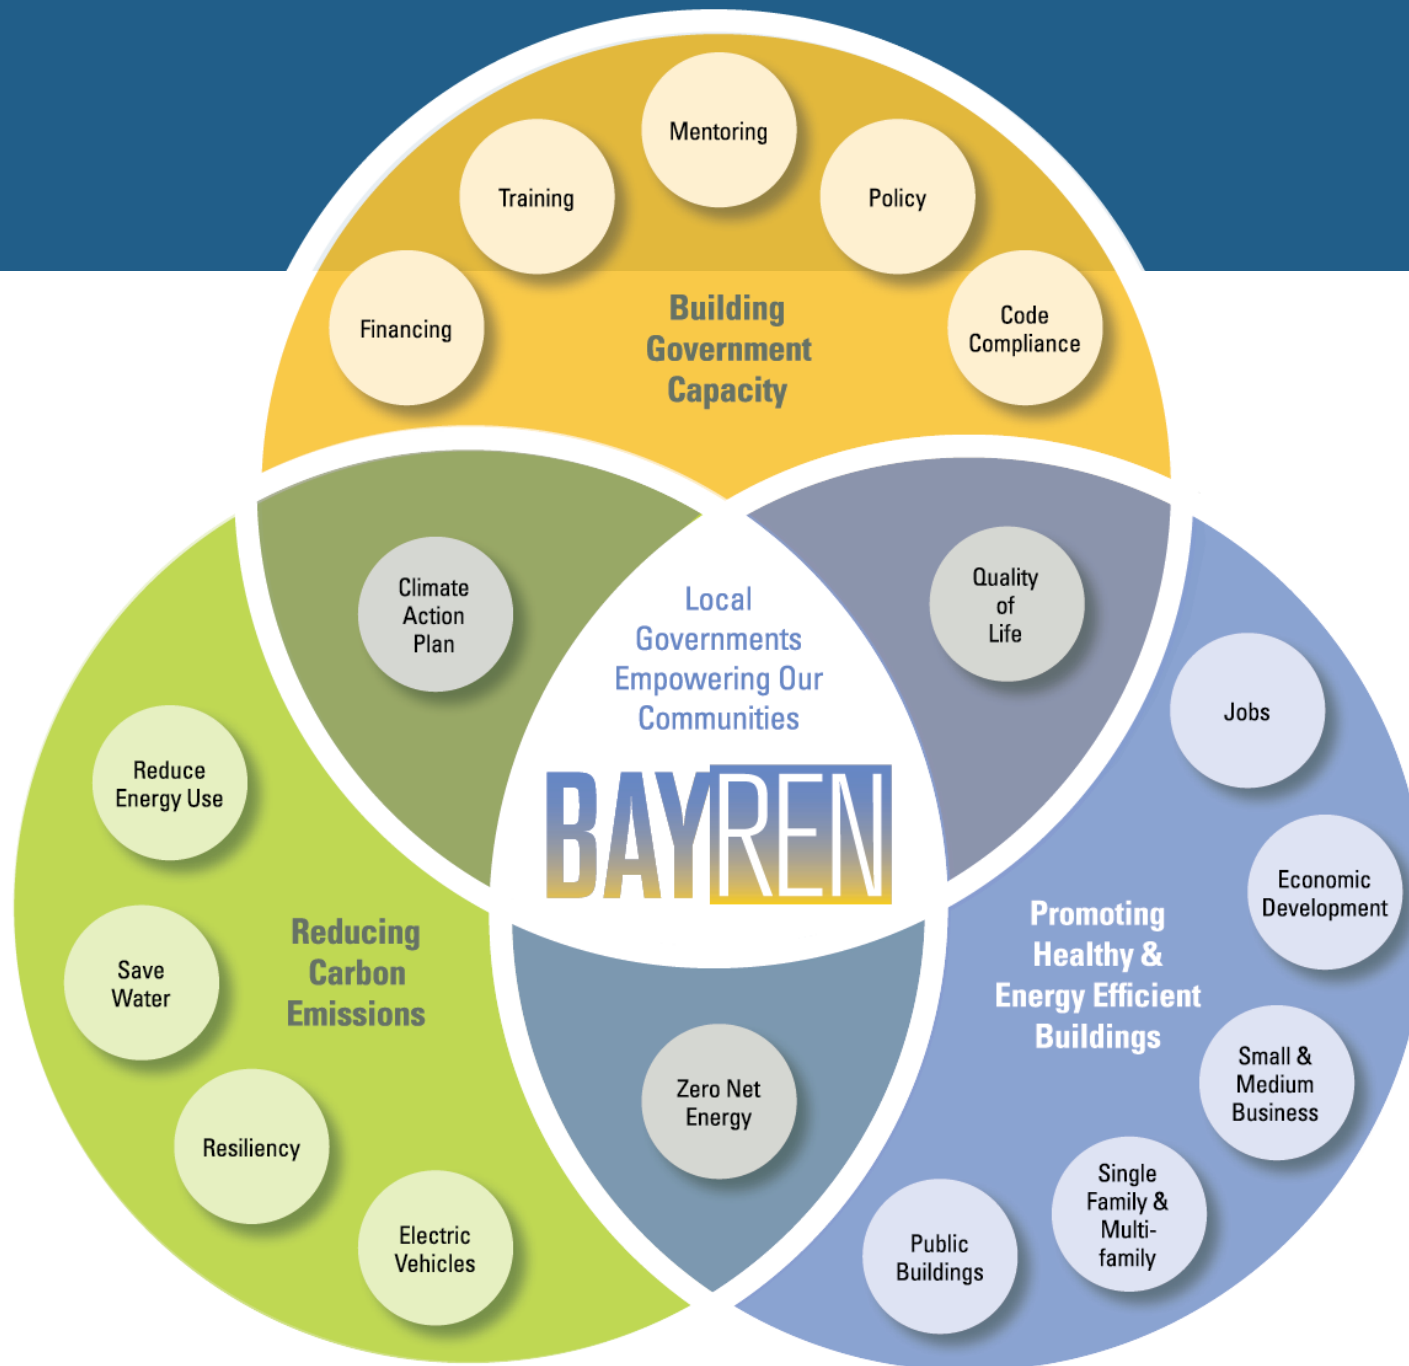 Mentoring
Training
Policy
Financing
Code
Compliance
Building
Government
Capacity
Climate
Action
Plan
Quality
of
Life
Local
Governments
Empowering Our
Communities
BAYREN
Reduce
Energy Use
Save
Water
Resiliency
Electric
Vehicles
Reducing
Carbon
Emissions
Zero Net
Energy
Promoting
Healthy &
Energy Efficient
Buildings
Jobs
Economic
Development
Small &
Medium
Business
Single
Family &
Multi-
family
Public
Buildings